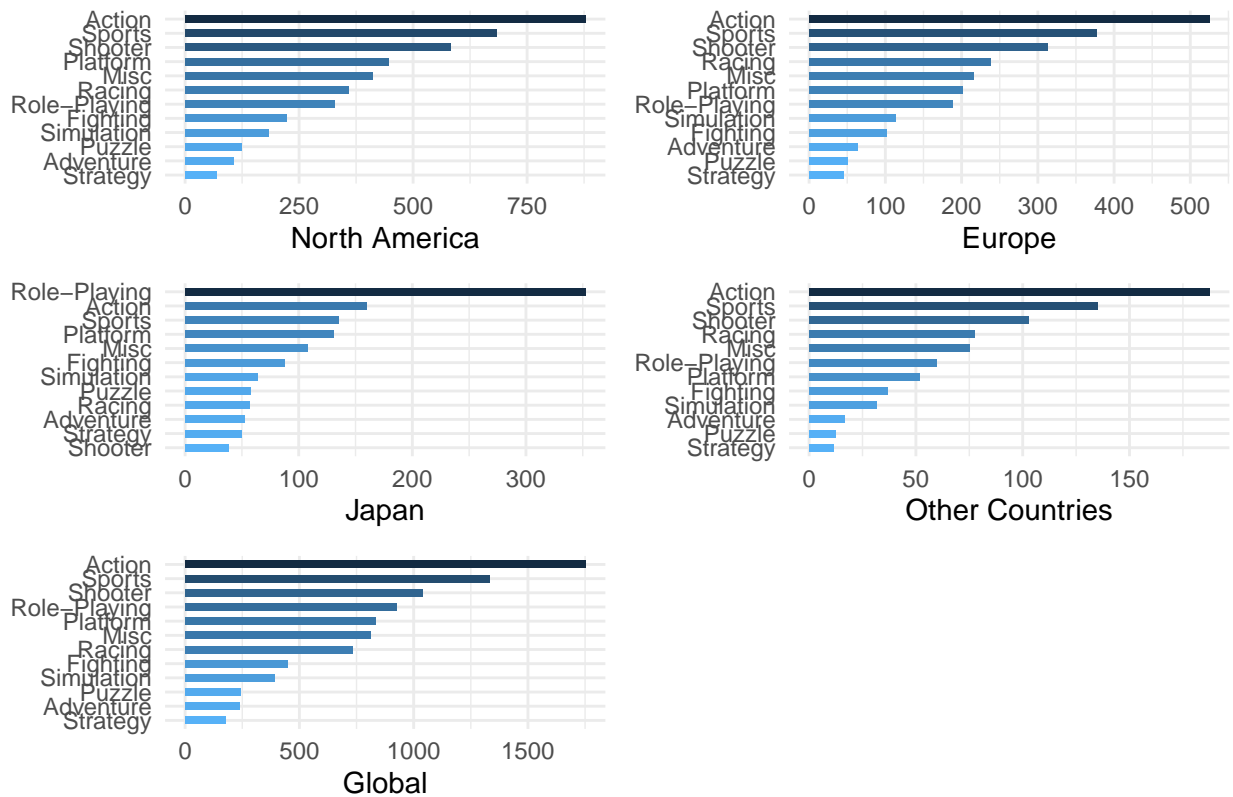 Action
Sports
Shooter
Platform
Misc
Racing
Role−Playing
Fighting
Simulation
Puzzle
Adventure
Strategy
0 250 500 750
North America
Action
Sports
Shooter
Racing
Misc
Platform
Role−Playing
Simulation
Fighting
Adventure
Puzzle
Strategy
0 100 200 300 400 500
Europe
Role−Playing
Action
Sports
Platform
Misc
Fighting
Simulation
Puzzle
Racing
Adventure
Strategy
Shooter
0 100 200 300
Japan
Action
Sports
Shooter
Racing
Misc
Role−Playing
Platform
Fighting
Simulation
Adventure
Puzzle
Strategy
0 50 100 150
Other Countries
Action
Sports
Shooter
Role−Playing
Platform
Misc
Racing
Fighting
Simulation
Puzzle
Adventure
Strategy
0 500 1000 1500
Global